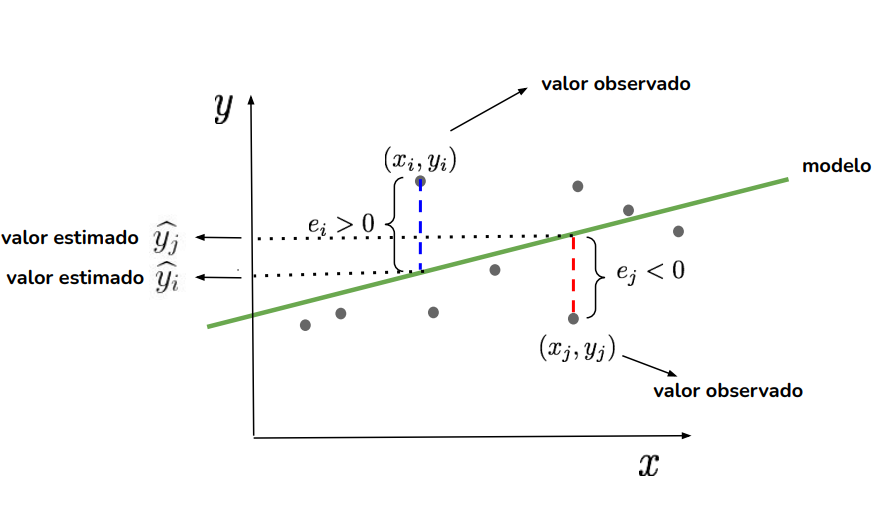 valor observado
y
(x_i, y_i)
modelo
e_i > 0
valor estimado ŷ_j
valor estimado ŷ_i
e_j < 0
(x_j, y_j)
valor observado
x